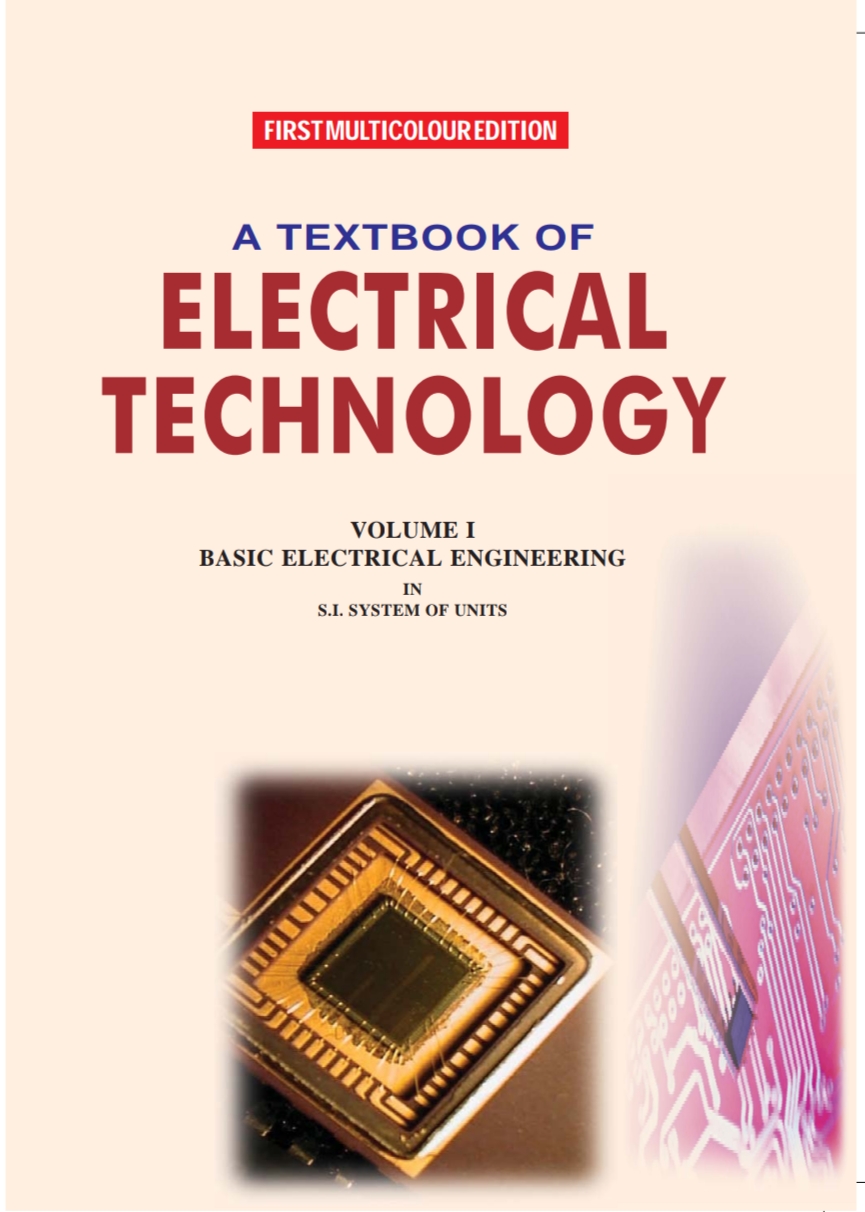 FIRST MULTICOLOUR EDITION
A TEXTBOOK OF
ELECTRICAL
TECHNOLOGY
VOLUME I
BASIC ELECTRICAL ENGINEERING
IN
S.I. SYSTEM OF UNITS